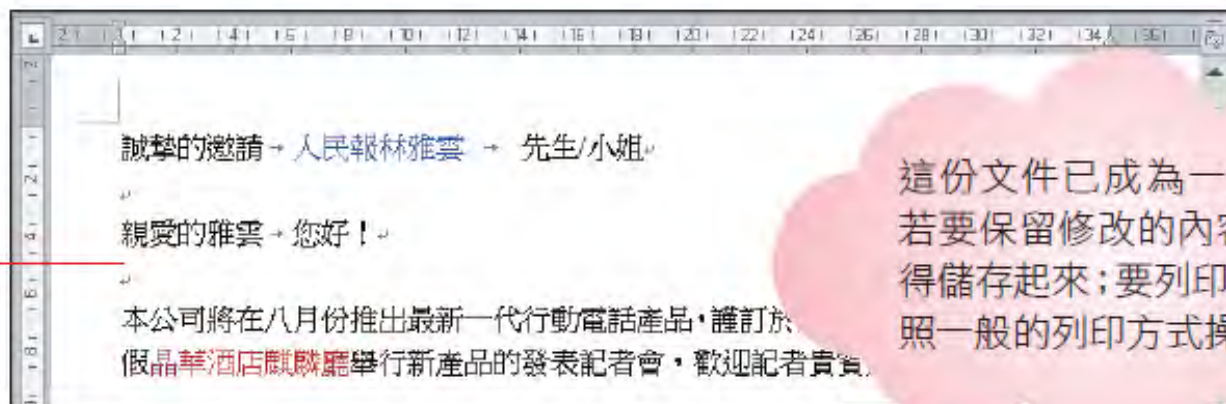 誠摯的邀請→人民報林雅雲 → 先生/小姐
親愛的雅雲→您好！
本公司將在八月份推出最新一代行動電話產品，謹訂於
假晶華酒店麒麟廳舉行新產品的發表記者會，歡迎記者貴賓
這份文件已成為一
若要保留修改的內容
得儲存起來；要列印
照一般的列印方式操